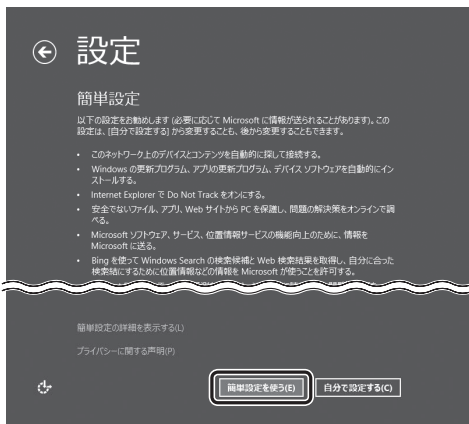 設定
簡単設定
以下の設定をお勧めします (必要に応じて Microsoft に情報が送られることがあります)。この
設定は、[自分で設定する] から変更することも、後から変更することもできます。
• このネットワーク上のデバイスとコンテンツを自動的に探して接続する。
• Windows の更新プログラム、アプリの更新プログラム、デバイス ソフトウェアを自動的にイン
ストールする。
• Internet Explorer で Do Not Track をオンにする。
• 安全でないファイル、アプリ、Web サイトから PC を保護し、問題の解決策をオンラインで調
べる。
• Microsoft ソフトウェア、サービス、位置情報サービスの機能向上のために、情報を
Microsoft に送る。
• Bing を使って Windows Search の検索候補と Web 検索結果を取得し、自分に合った
検索結にするために位置情報などの情報を Microsoft が使うことを許可する。
簡単設定の詳細を表示する(L)
プライバシーに関する声明(P)
簡単設定を使う(E)
自分で設定する(C)